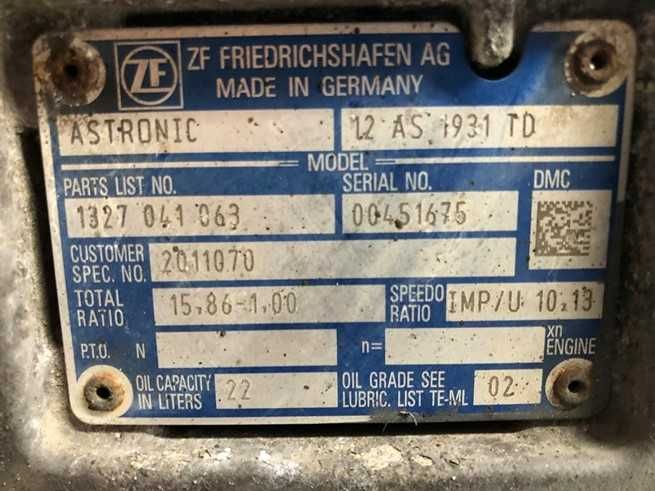 ZF ZF FRIEDRICHSHAFEN AG
MADE IN GERMANY
ASTRONIC 12 AS 1931 TD
MODEL
PARTS LIST NO. SERIAL NO. DMC
1327 041 063 00451675
CUSTOMER
SPEC. NO. 2011070
TOTAL
RATIO 15,86-1,00 SPEEDO
RATIO IMP/U 10,13
P.T.O. N n= xn
ENGINE
OIL CAPACITY
IN LITERS 22 OIL GRADE SEE
LUBRIC. LIST TE-ML 02